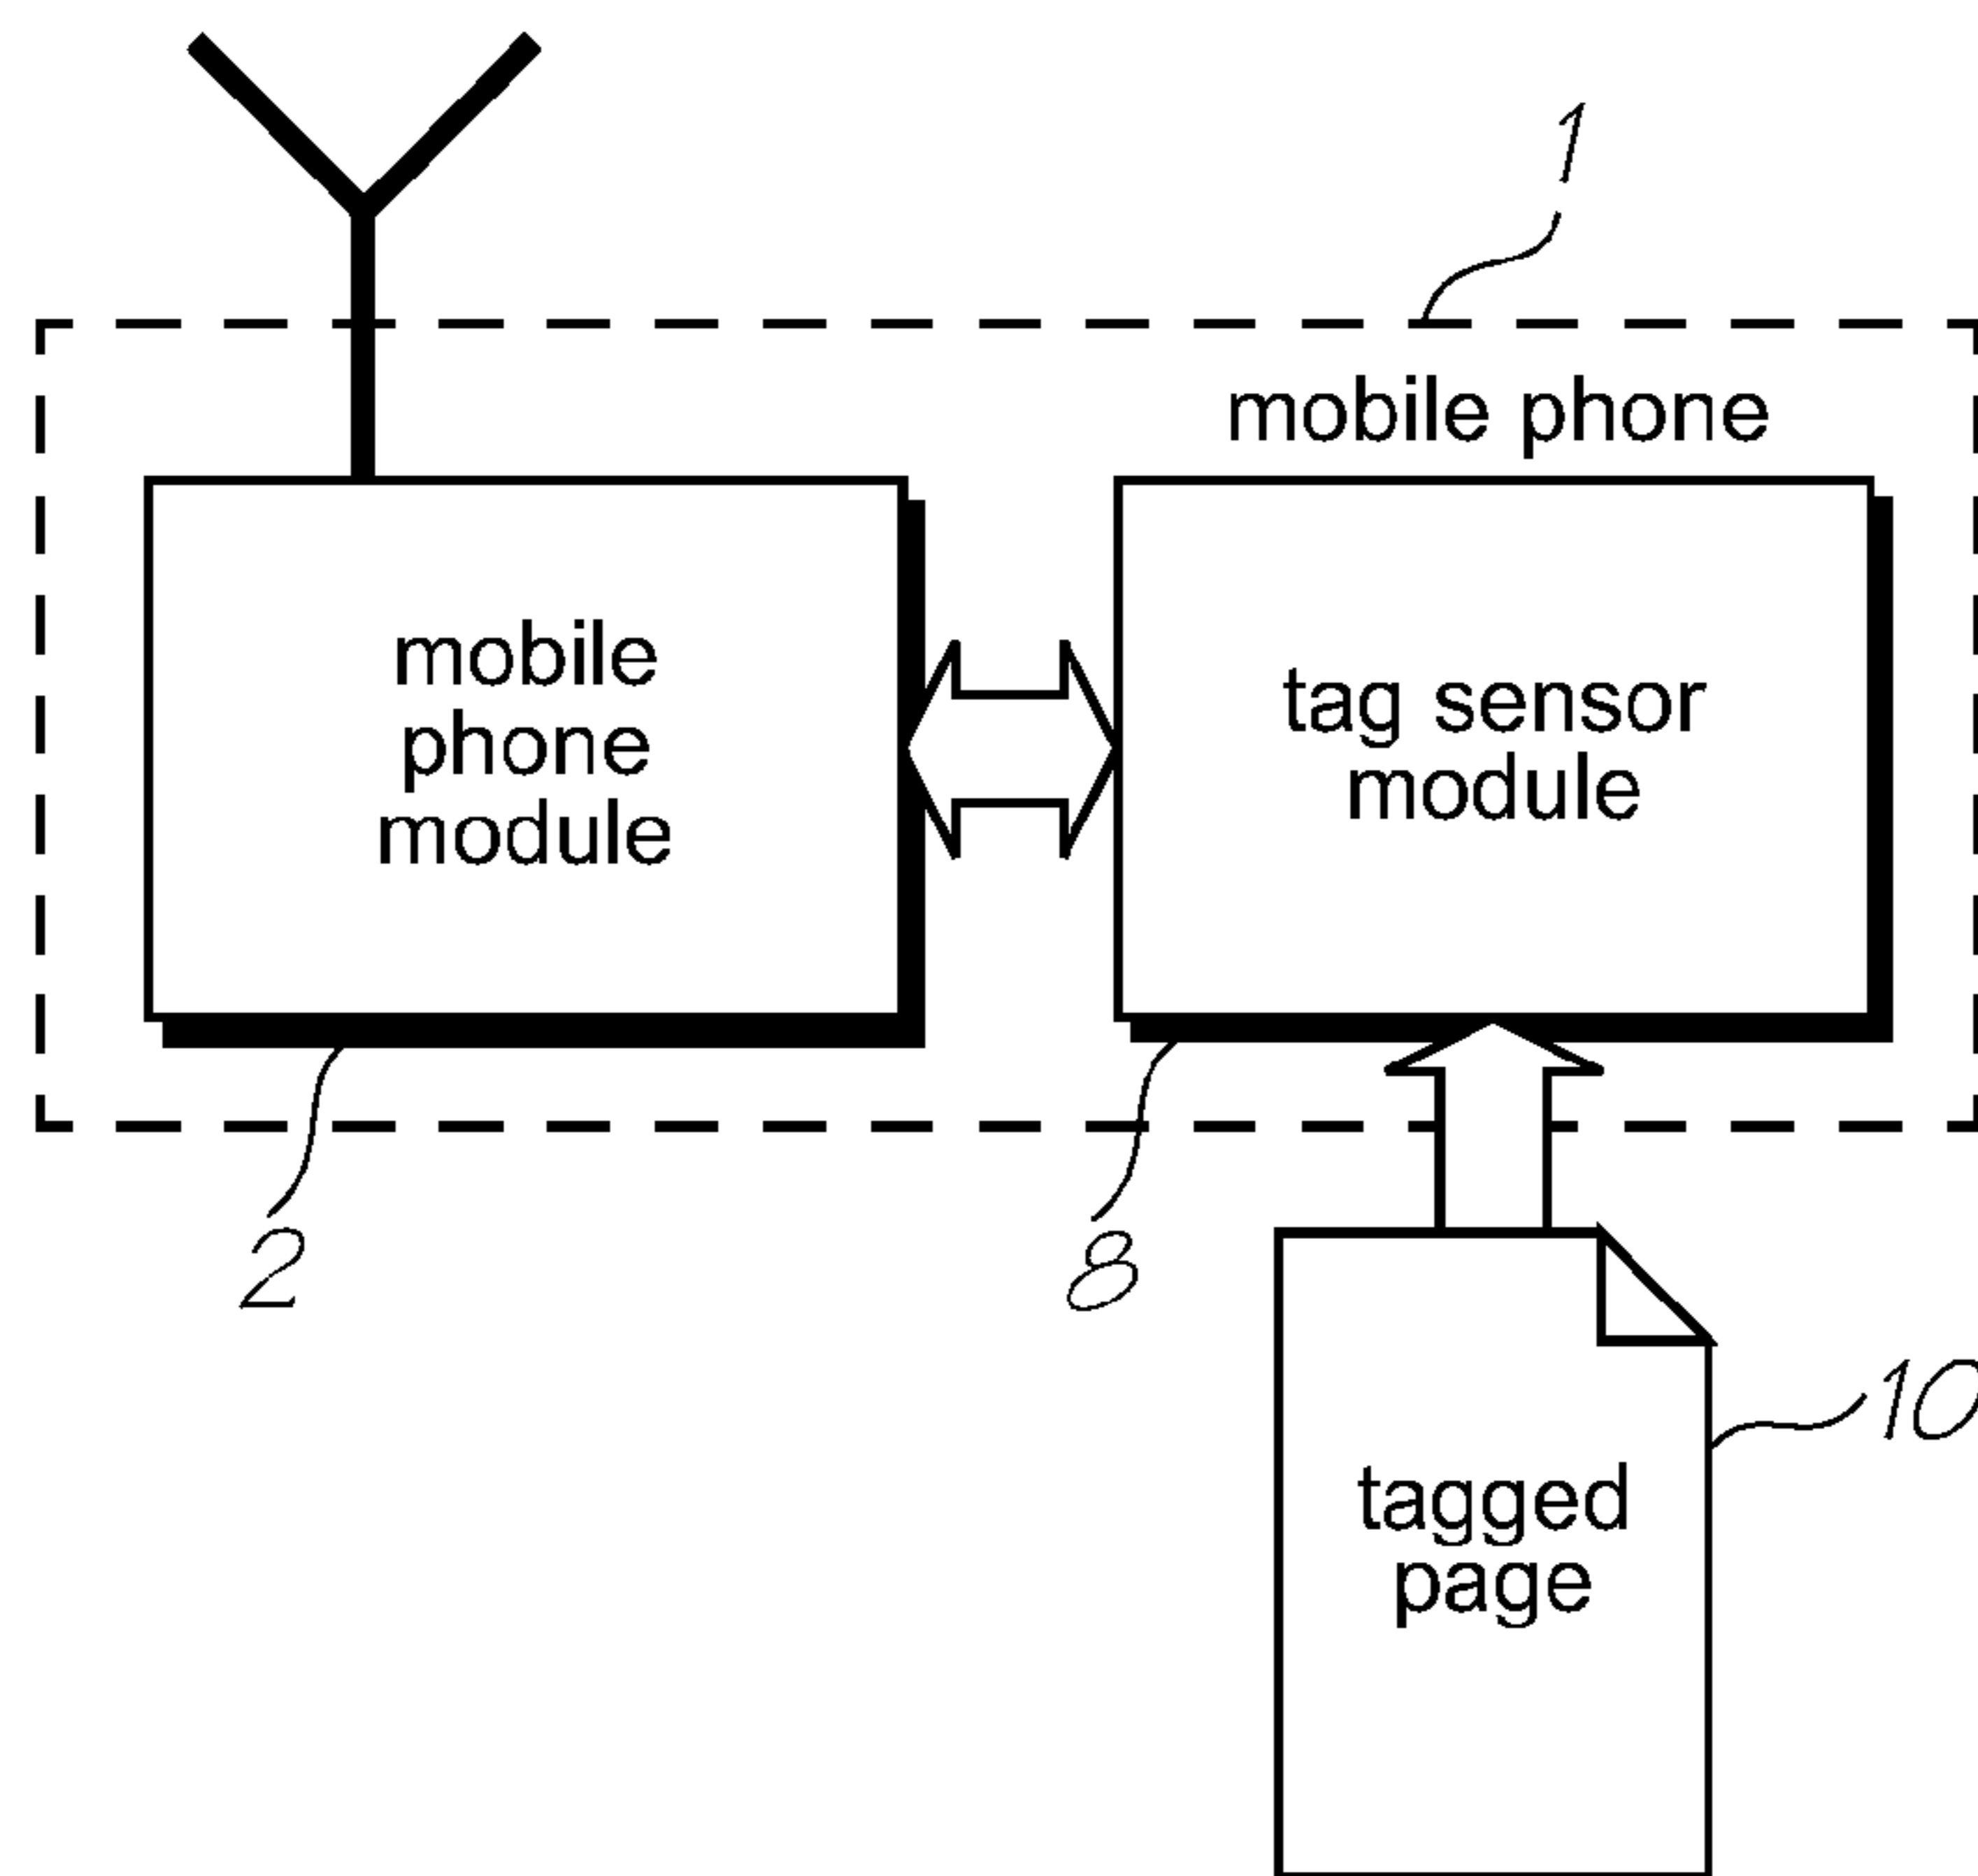 1
mobile phone
mobile
phone
module
tag sensor
module
2
8
10
tagged
page